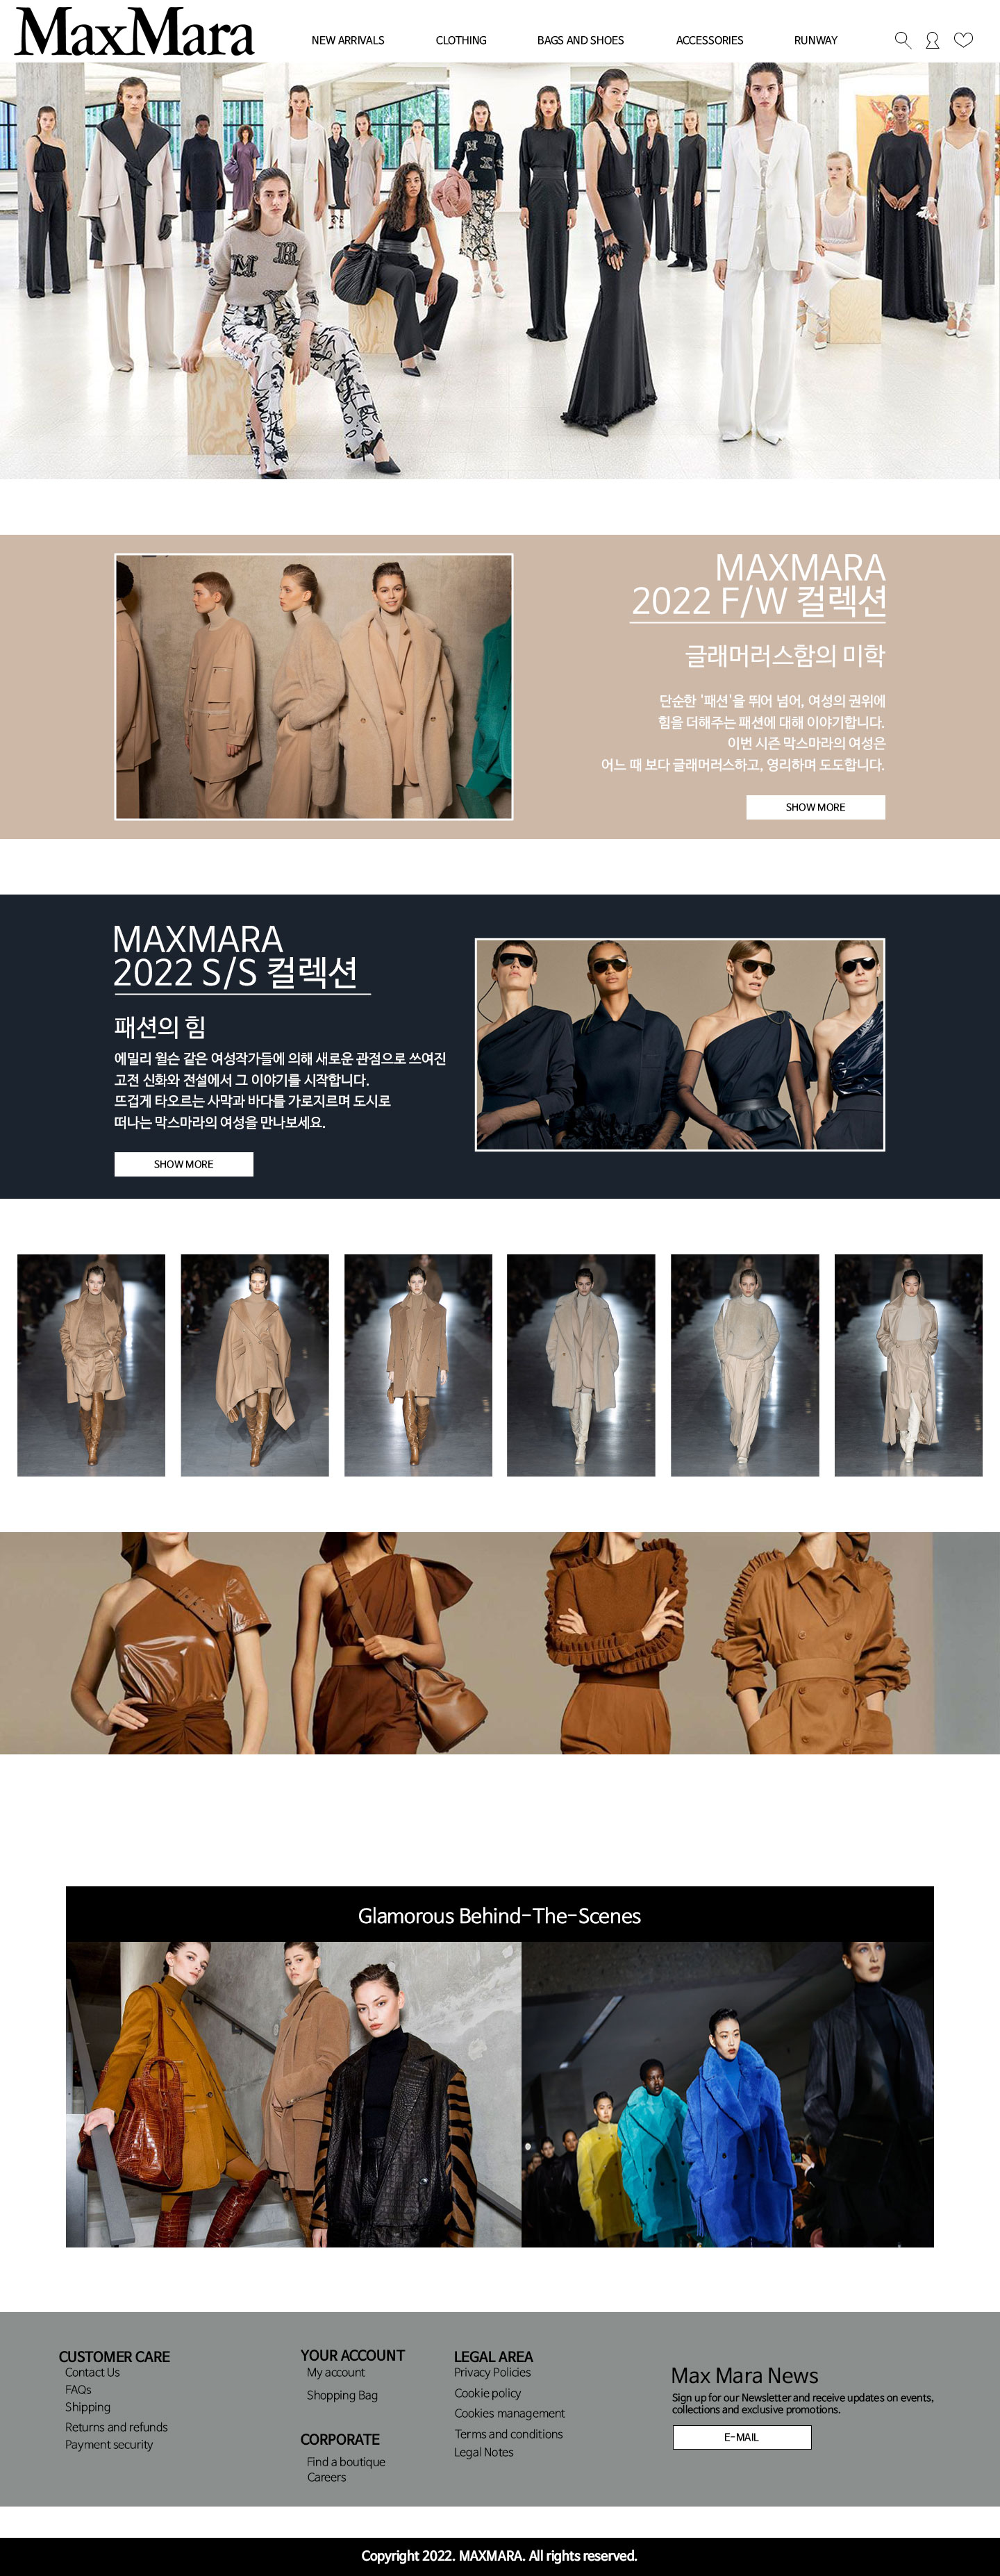 MaxMara
NEW ARRIVALS
CLOTHING
BAGS AND SHOES
ACCESSORIES
RUNWAY
MAXMARA
2022 F/W 컬렉션
글래머러스함의 미학
단순한 '패션'을 뛰어 넘어, 여성의 권위에
힘을 더해주는 패션에 대해 이야기합니다.
이번 시즌 막스마라의 여성은
어느 때 보다 글래머러스하고, 영리하며 도도합니다.
SHOW MORE
MAXMARA
2022 S/S 컬렉션
패션의 힘
에밀리 윌슨 같은 여성작가들에 의해 새로운 관점으로 쓰여진
고전 신화와 전설에서 그 이야기를 시작합니다.
뜨겁게 타오르는 사막과 바다를 가로지르며 도시로
떠나는 막스마라의 여성을 만나보세요.
SHOW MORE
Glamorous Behind-The-Scenes
CUSTOMER CARE
Contact Us
FAQs
Shipping
Returns and refunds
Payment security
YOUR ACCOUNT
My account
Shopping Bag
CORPORATE
Find a boutique
Careers
LEGAL AREA
Privacy Policies
Cookie policy
Cookies management
Terms and conditions
Legal Notes
Max Mara News
Sign up for our Newsletter and receive updates on events,
collections and exclusive promotions.
E-MAIL
Copyright 2022. MAXMARA. All rights reserved.